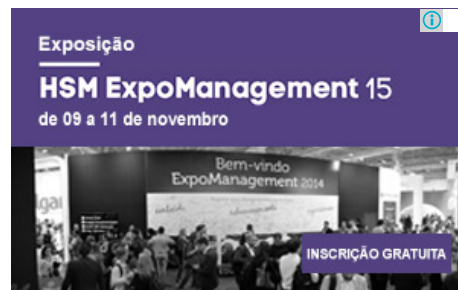 Exposição
HSM ExpoManagement 15
de 09 a 11 de novembro
Bem-vindo
ExpoManagement 2014
INSCRIÇÃO GRATUITA